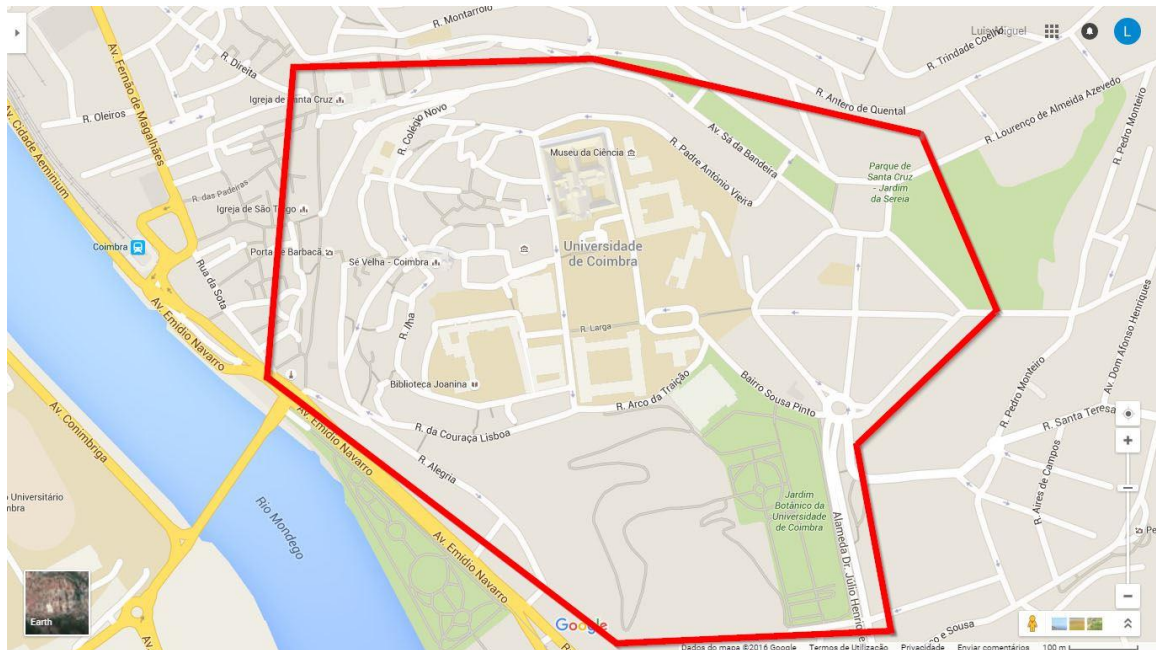 R. Montarroio
Luis Miguel
L
Av. Fernão de Magalhães
R. Direita
R. Trindade Coelho
Igreja de Santa Cruz
R. Antero de Quental
R. Lourenço de Almeida Azevedo
R. Pedro Monteiro
R. Oleiros
R. Colégio Novo
Av. Sá da Bandeira
Av. Cidade Aeminium
Museu da Ciência
R. Padre António Vieira
Parque de
Santa Cruz
- Jardim
da Sereia
R. das Padeiras
Igreja de São Tiago
Coimbra
Porta de Barbacã
Sé Velha - Coimbra
Universidade
de Coimbra
Rua da Sota
Av. Emídio Navarro
R. Ilha
R. Larga
Av. Dom Afonso Henriques
R. Pedro Monteiro
Biblioteca Joanina
R. Arco da Traição
Bairro Sousa Pinto
Av. Conimbriga
Av. Emídio Navarro
R. da Couraça Lisboa
R. Santa Teresa
R. Alegria
R. Aires de Campos
Universitário
mbra
Rio Mondego
Jardim
Botânico da
Universidade
de Coimbra
Av. Emídio Navarro
Alameda Dr. Júlio Henriques
Pe
Earth
Google
Av.
o e Sousa
Dados do mapa ©2016 Google Termos de Utilização Privacidade Enviar comentários 100 m